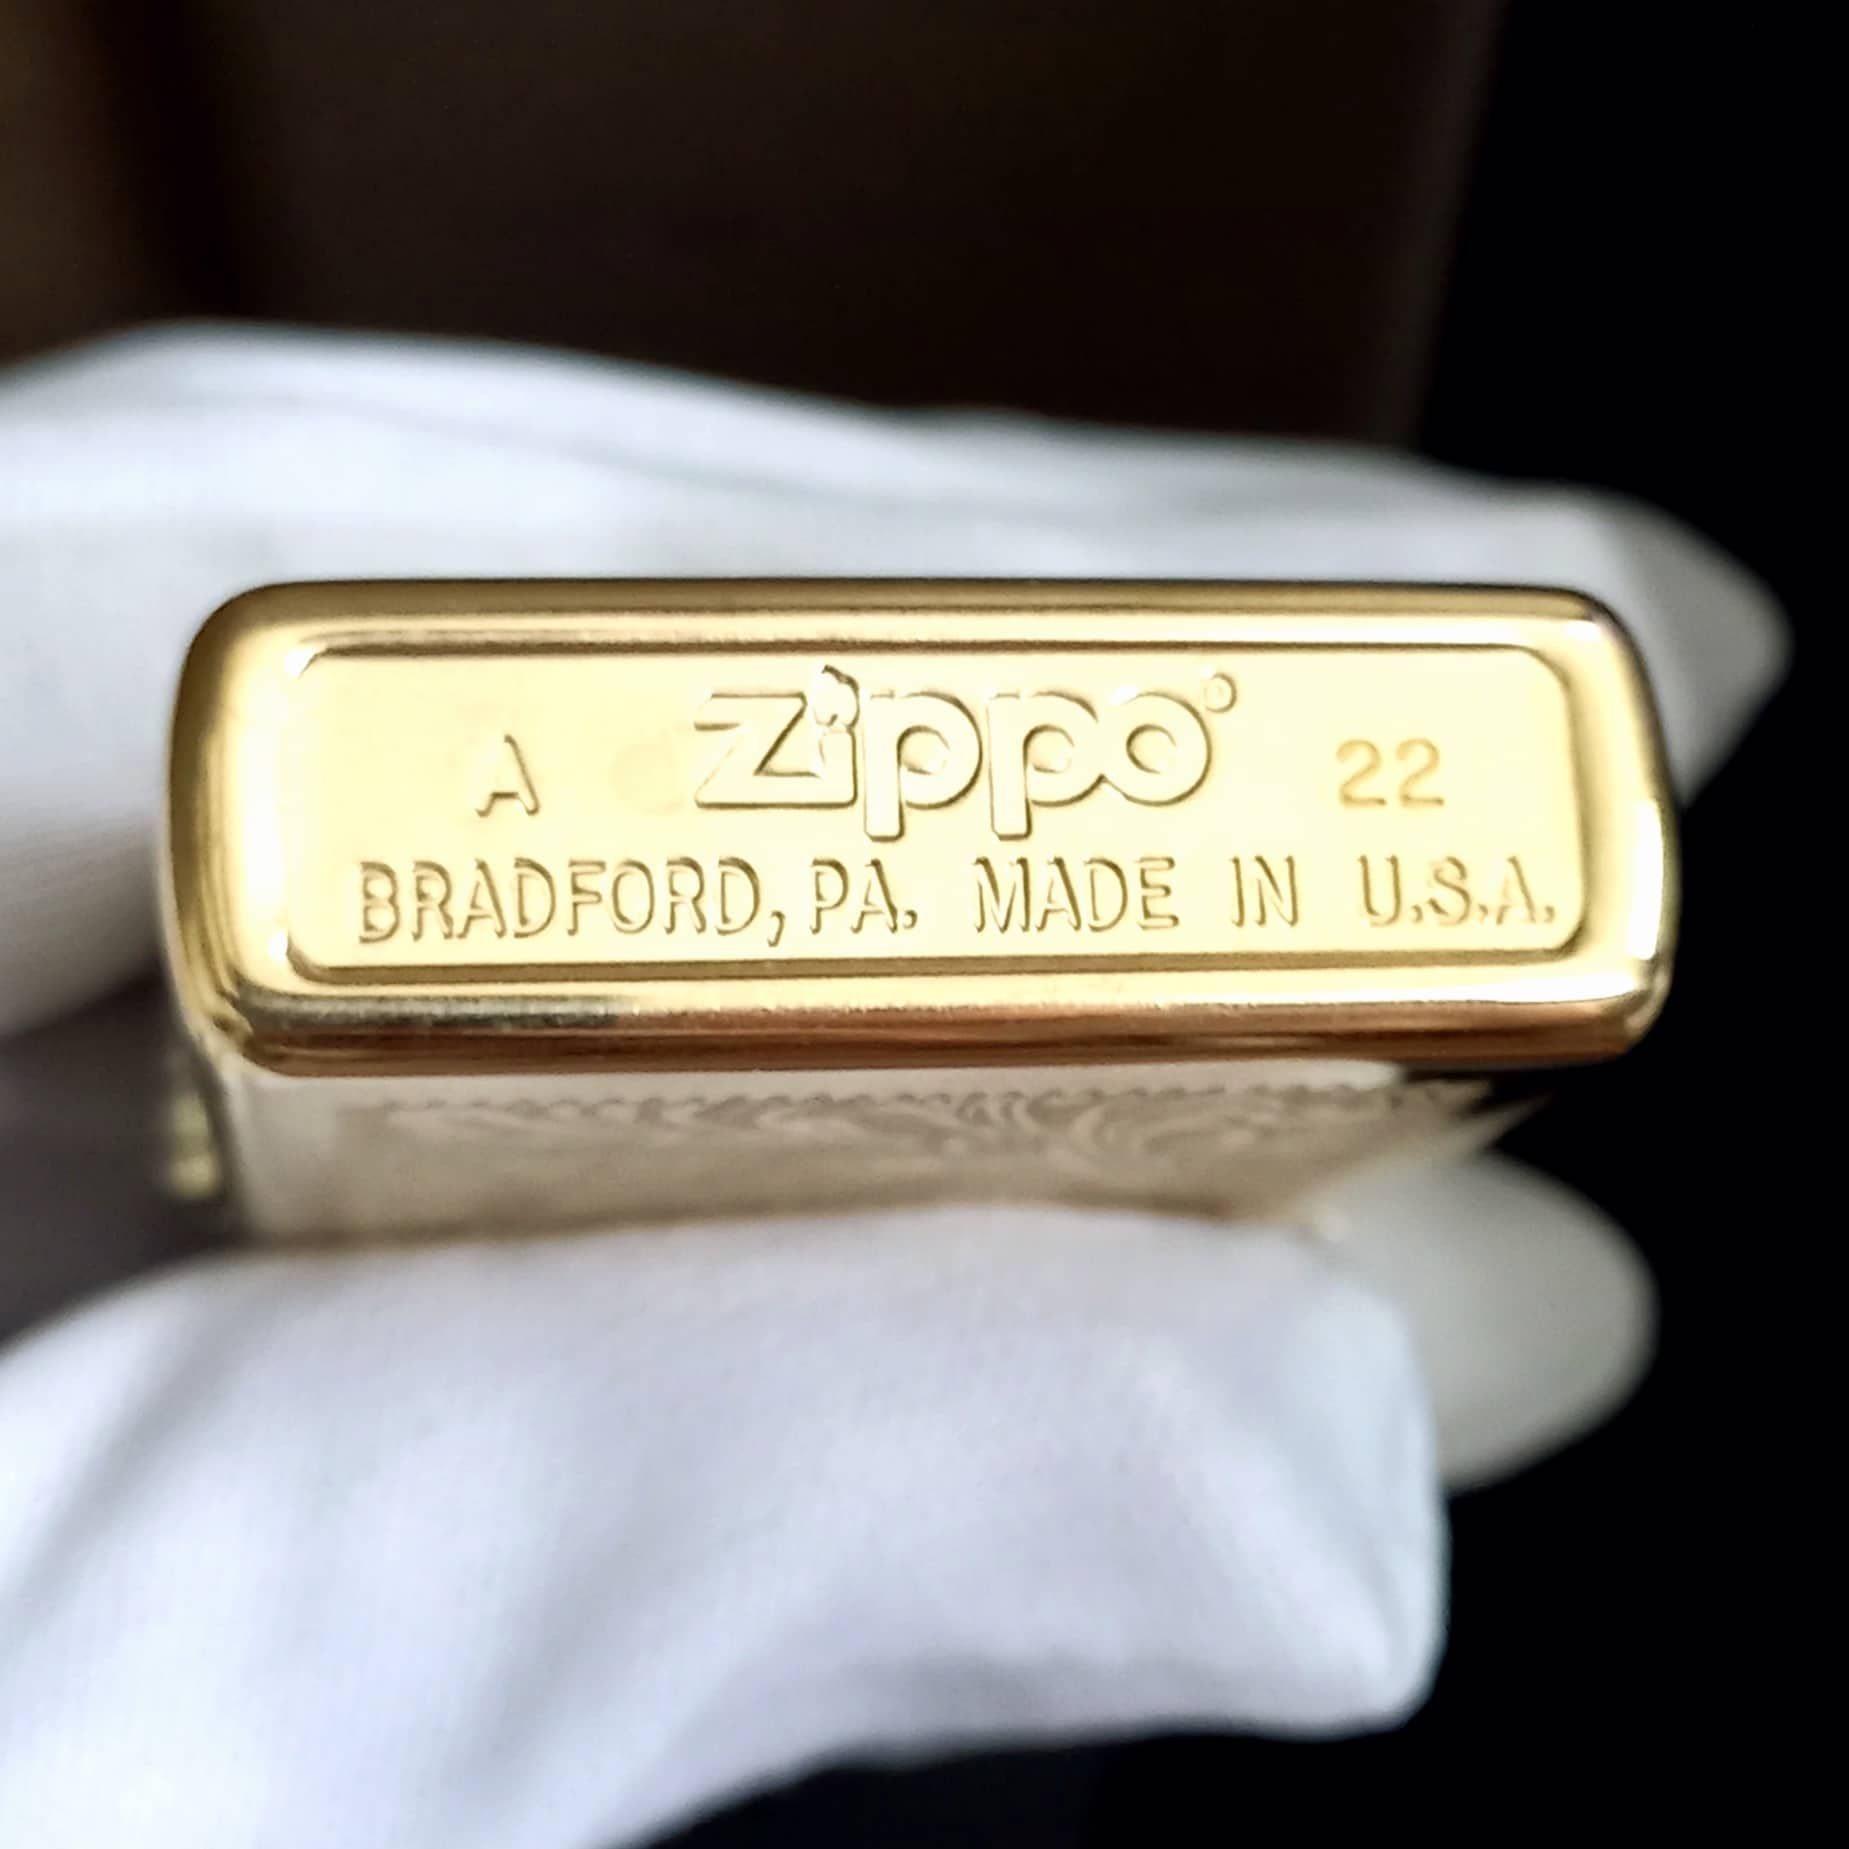 A zippo® 22
BRADFORD, PA. MADE IN U.S.A.